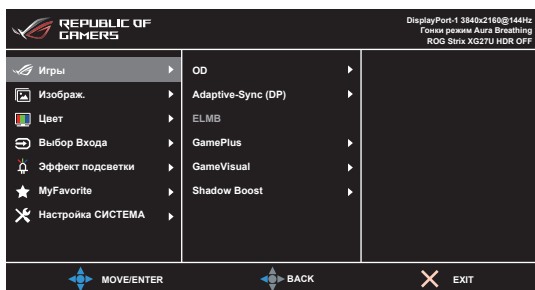 REPUBLIC OF
GAMERS
DisplayPort-1 3840x2160@144Hz
Гонки режим Aura Breathing
ROG Strix XG27U HDR OFF
Игры
Изображ.
Цвет
Выбор Входа
Эффект подсветки
MyFavorite
Настройка СИСТЕМА
OD
Adaptive-Sync (DP)
ELMB
GamePlus
GameVisual
Shadow Boost
MOVE/ENTER
BACK
EXIT